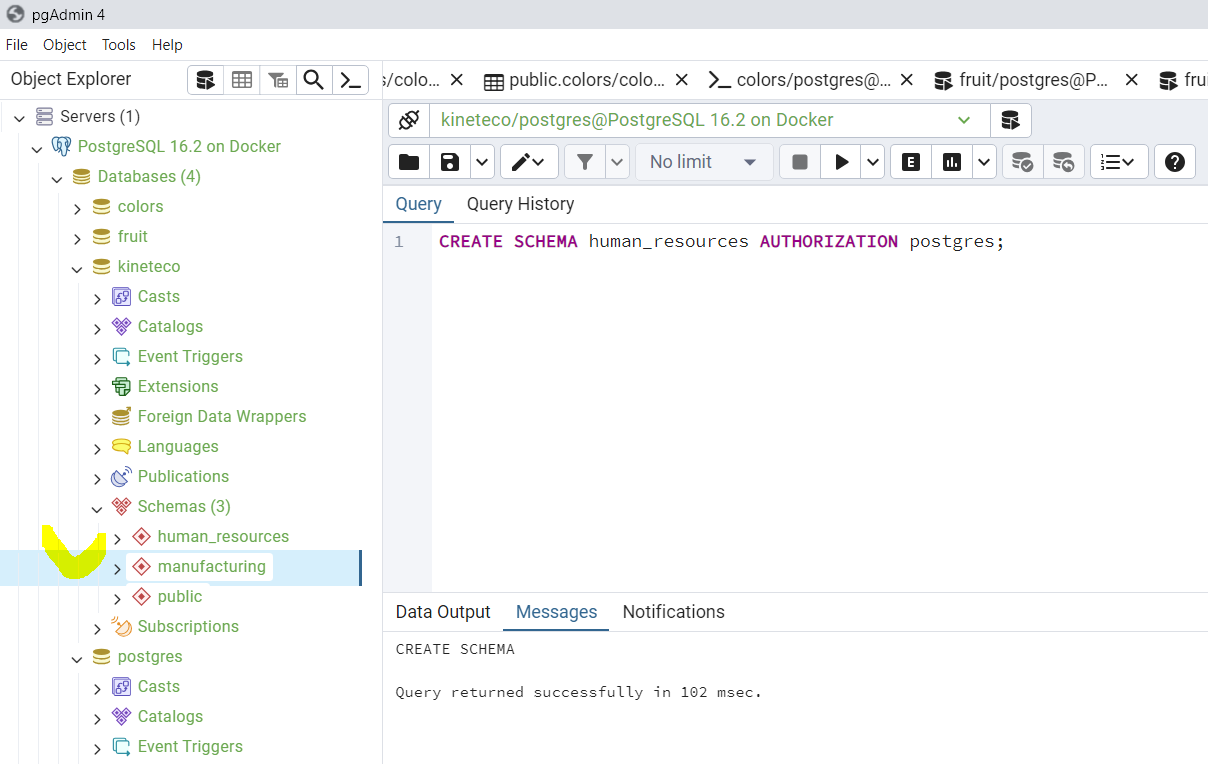 pgAdmin 4
File Object Tools Help
Object Explorer
s/colo...
public.colors/colo...
colors/postgres@...
fruit/postgres@P...
frui
Servers (1)
PostgreSQL 16.2 on Docker
Databases (4)
colors
fruit
kineteco
Casts
Catalogs
Event Triggers
Extensions
Foreign Data Wrappers
Languages
Publications
Schemas (3)
human_resources
manufacturing
public
Subscriptions
postgres
Casts
Catalogs
Event Triggers
kineteco/postgres@PostgreSQL 16.2 on Docker
No limit
E
Query Query History
1 CREATE SCHEMA human_resources AUTHORIZATION postgres;
Data Output Messages Notifications
CREATE SCHEMA
Query returned successfully in 102 msec.